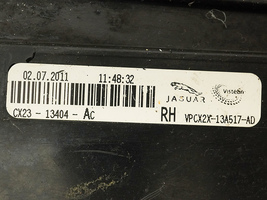 02.07.2011 11:48:32
JAGUAR Visteon
CX23 - 13404 - AC RH VPCX2X-13A517-AD